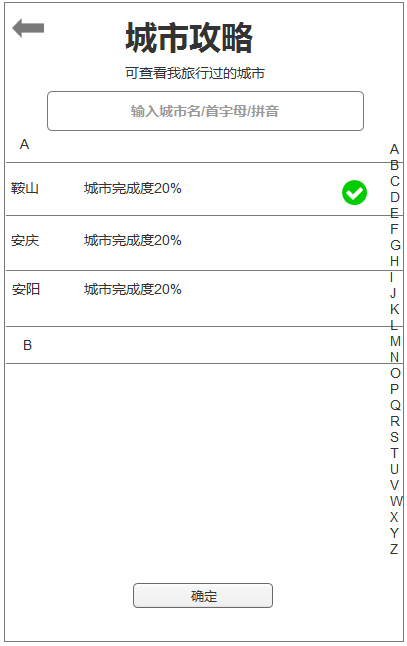 城市攻略
可查看我旅行过的城市
输入城市名/首字母/拼音
A
鞍山 城市完成度20%
安庆 城市完成度20%
安阳 城市完成度20%
B
A
B
C
D
E
F
G
H
I
J
K
L
M
N
O
P
Q
R
S
T
U
V
W
X
Y
Z
确定